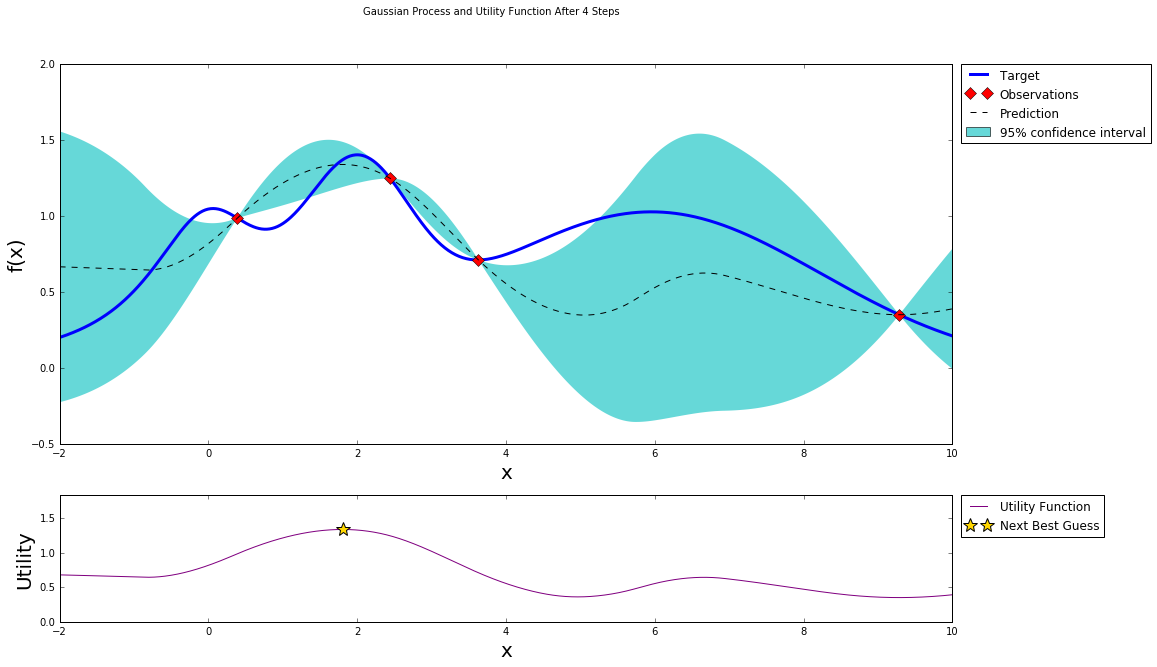 Gaussian Process and Utility Function After 4 Steps
2.0
1.5
1.0
0.5
0.0
−0.5
f(x)
−2 0 2 4 6 8 10
x
Target
Observations
Prediction
95% confidence interval
1.5
1.0
0.5
0.0
Utility
−2 0 2 4 6 8 10
x
Utility Function
Next Best Guess